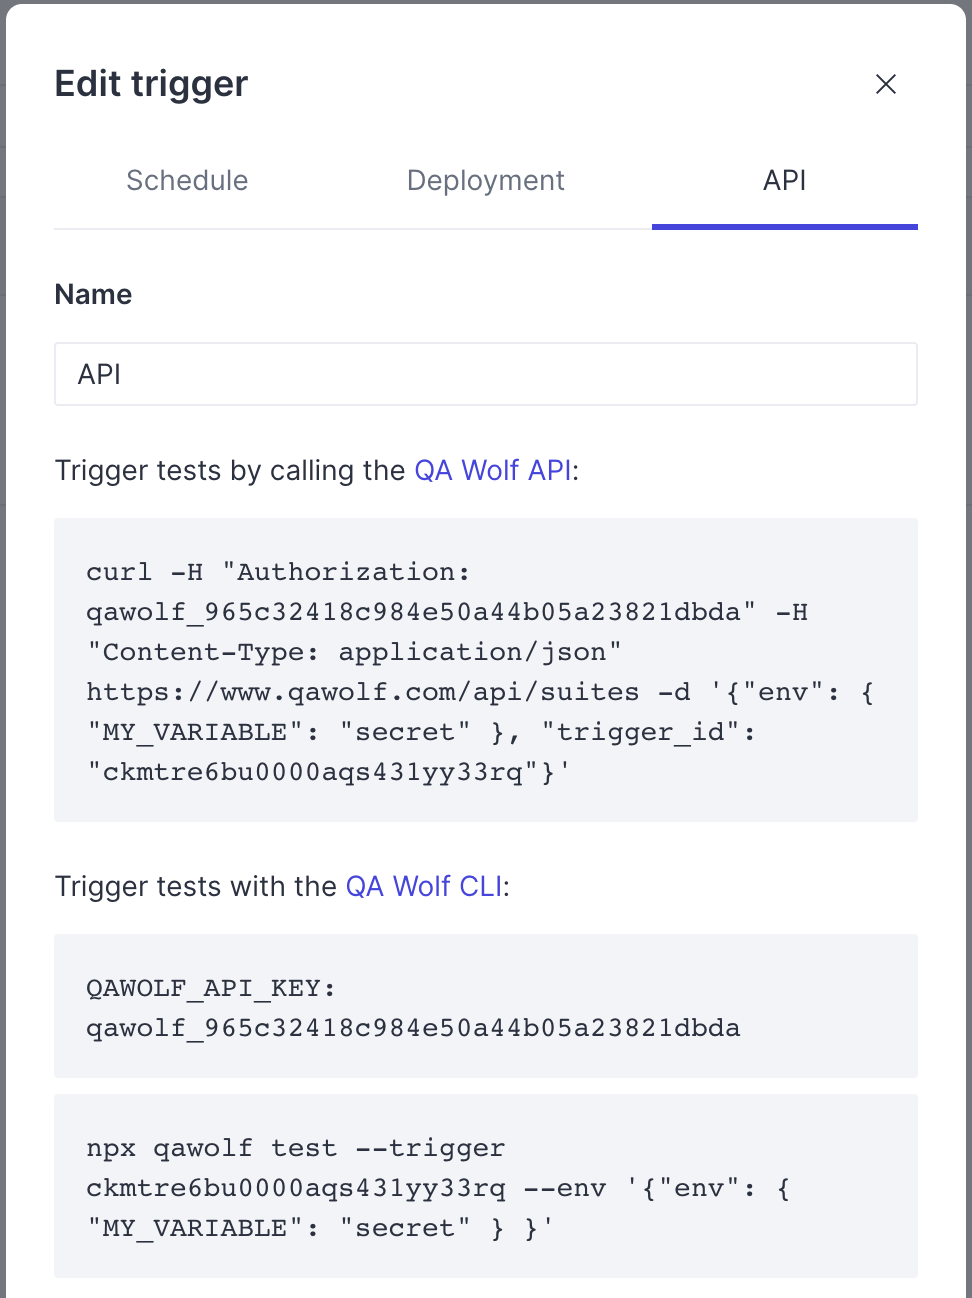 Edit trigger
Schedule
Deployment
API
Name
API
Trigger tests by calling the QA Wolf API:
curl -H "Authorization:
qawolf_965c32418c984e50a44b05a23821dbda" -H
"Content-Type: application/json"
https://www.qawolf.com/api/suites -d '{"env": {
"MY_VARIABLE": "secret" }, "trigger_id":
"ckmtre6bu0000aqs431yy33rq"}'
Trigger tests with the QA Wolf CLI:
QAWOLF_API_KEY:
qawolf_965c32418c984e50a44b05a23821dbda
npx qawolf test --trigger
ckmtre6bu0000aqs431yy33rq --env '{"env": {
"MY_VARIABLE": "secret" } }'